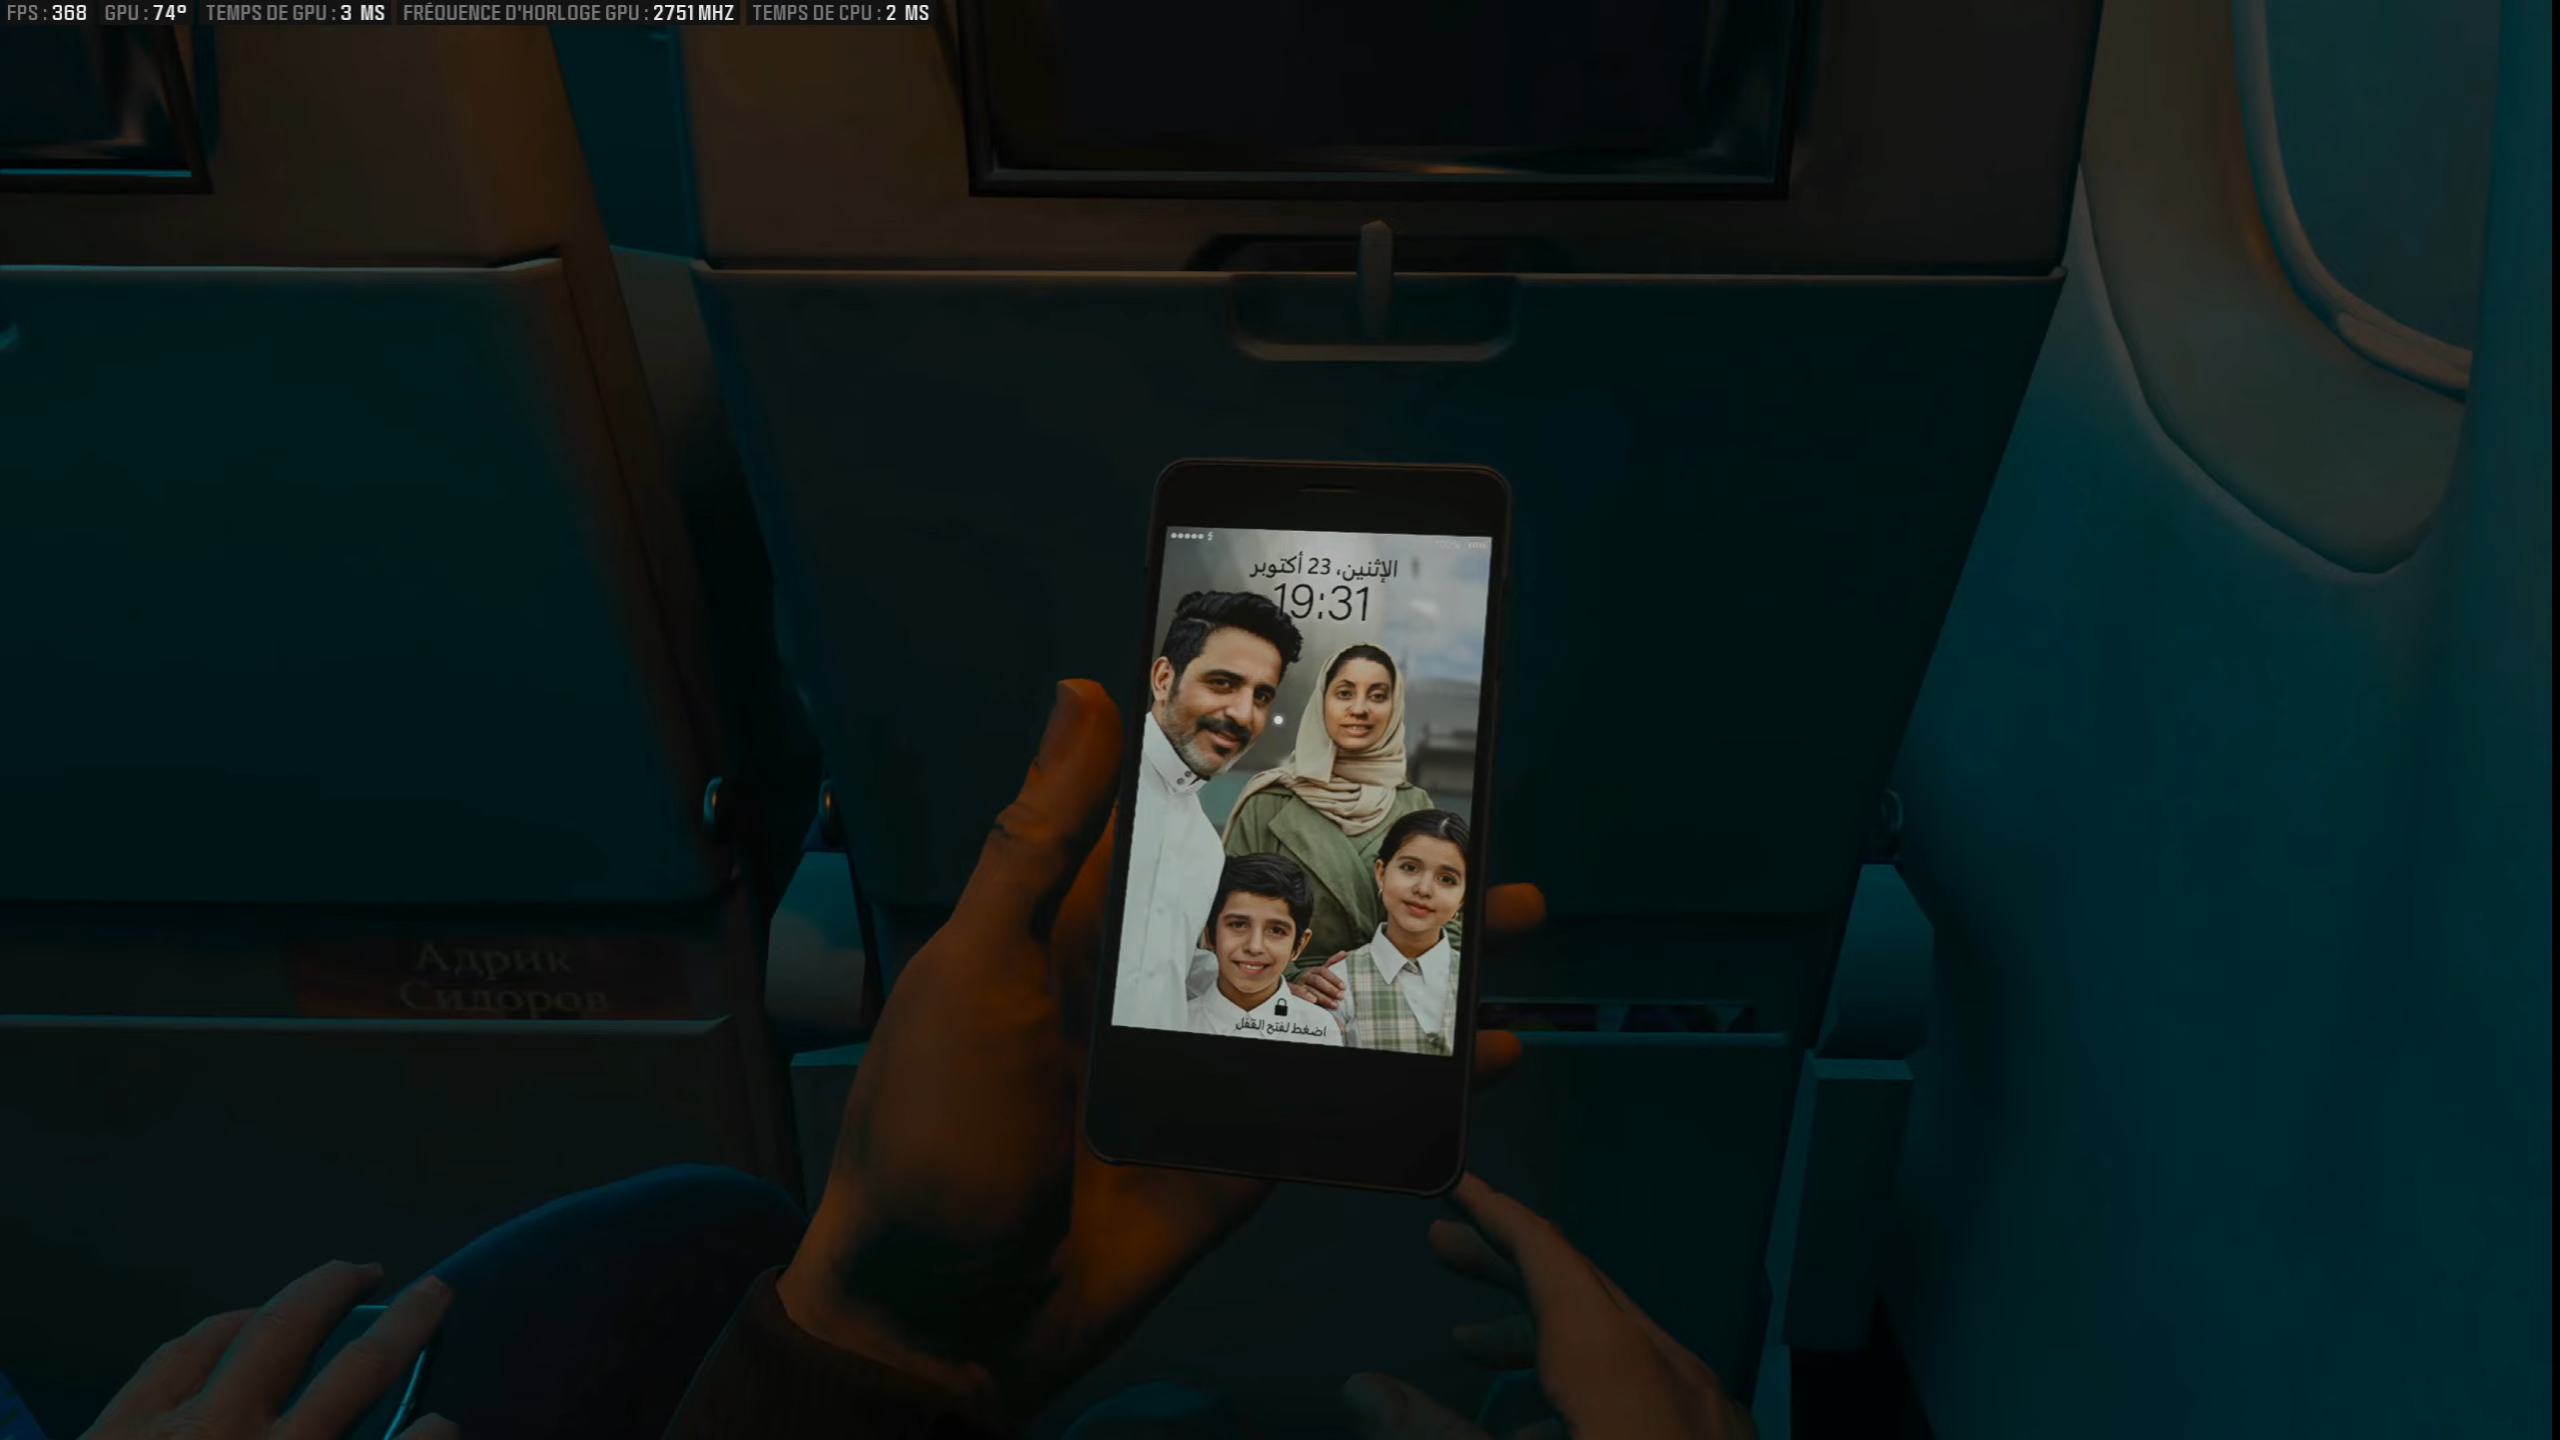 FPS : 368 GPU : 74° TEMPS DE GPU : 3 MS FRÉQUENCE D'HORLOGE GPU : 2751 MHZ TEMPS DE CPU : 2 MS
100%
الإثنين، 23 أكتوبر
19:31
Адрик
Сидоров
اضغط لفتح القفل